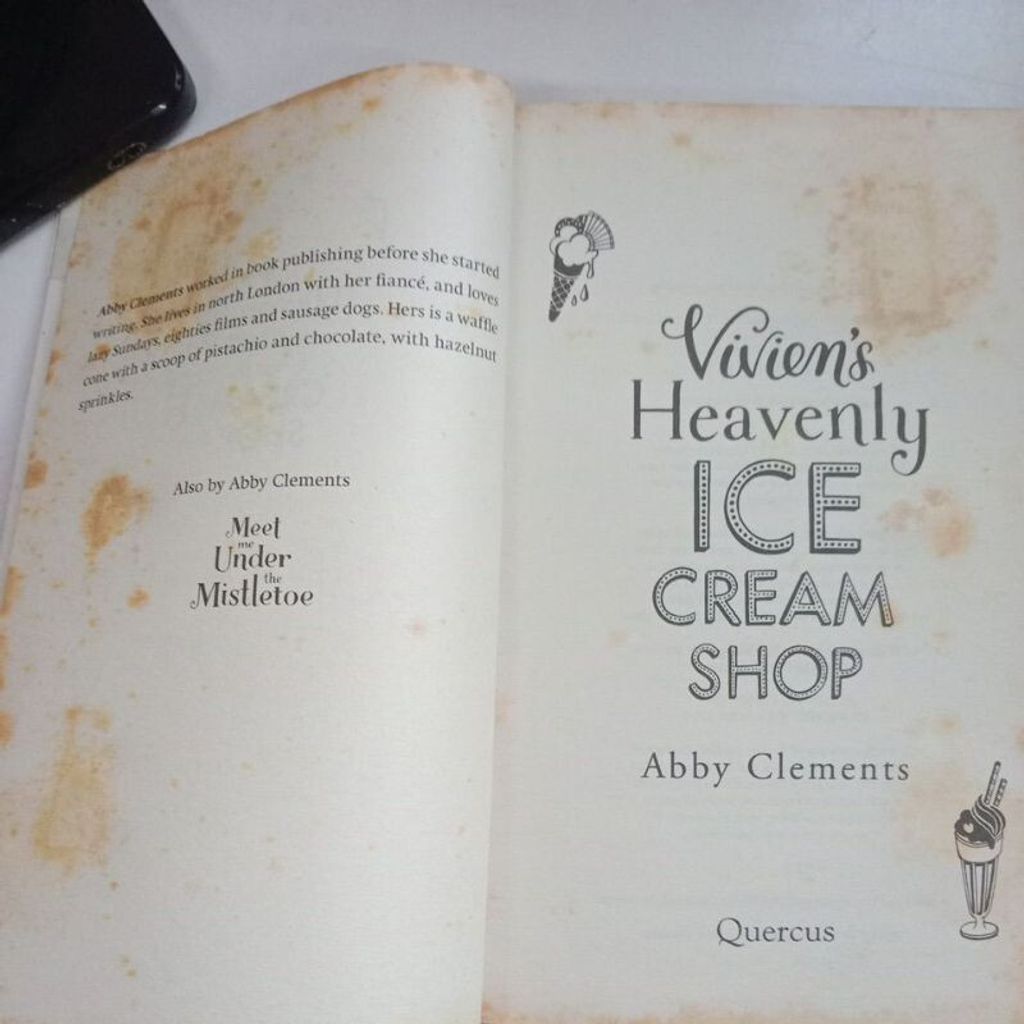 Abby Clements worked in book publishing before she started
writing. She lives in north London with her fiancé, and loves
lazy Sundays, eighties films and sausage dogs. Hers is a waffle
cone with a scoop of pistachio and chocolate, with hazelnut
sprinkles.
Also by Abby Clements
Meet
me
Under
the
Mistletoe
Vivien's
Heavenly
ICE
CREAM
SHOP
Abby Clements
Quercus